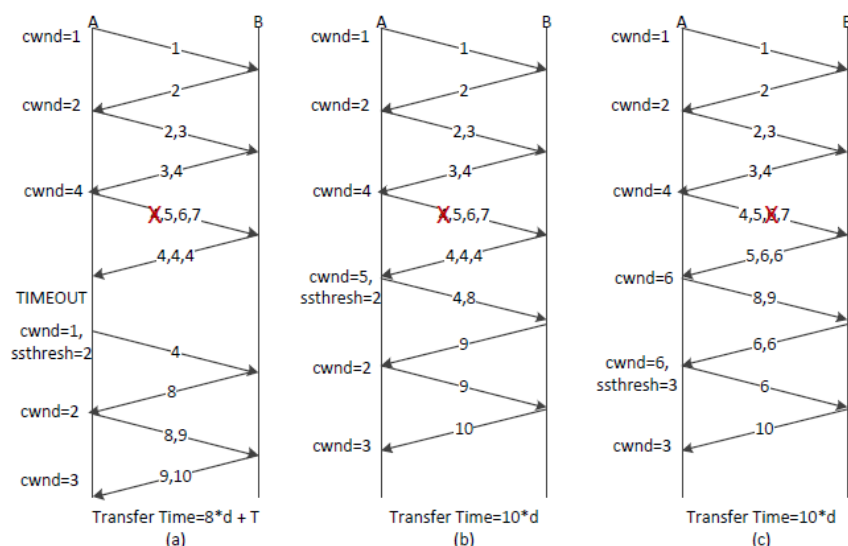 A B
cwnd=1
1
2
cwnd=2
2,3
3,4
cwnd=4
4,5,6,7
4,4,4
TIMEOUT
cwnd=1,
ssthresh=2
4
8
cwnd=2
8,9
9,10
cwnd=3
Transfer Time=8*d + T
(a)
A B
cwnd=1
1
2
cwnd=2
2,3
3,4
cwnd=4
4,5,6,7
4,4,4
cwnd=5,
ssthresh=2
4,8
9
cwnd=2
9
10
cwnd=3
Transfer Time=10*d
(b)
A
cwnd=1
1
2
cwnd=2
2,3
3,4
cwnd=4
4,5,6,7
5,6,6
cwnd=6
8,9
6,6
cwnd=6,
ssthresh=3
6
10
cwnd=3
Transfer Time=10*d
(c)